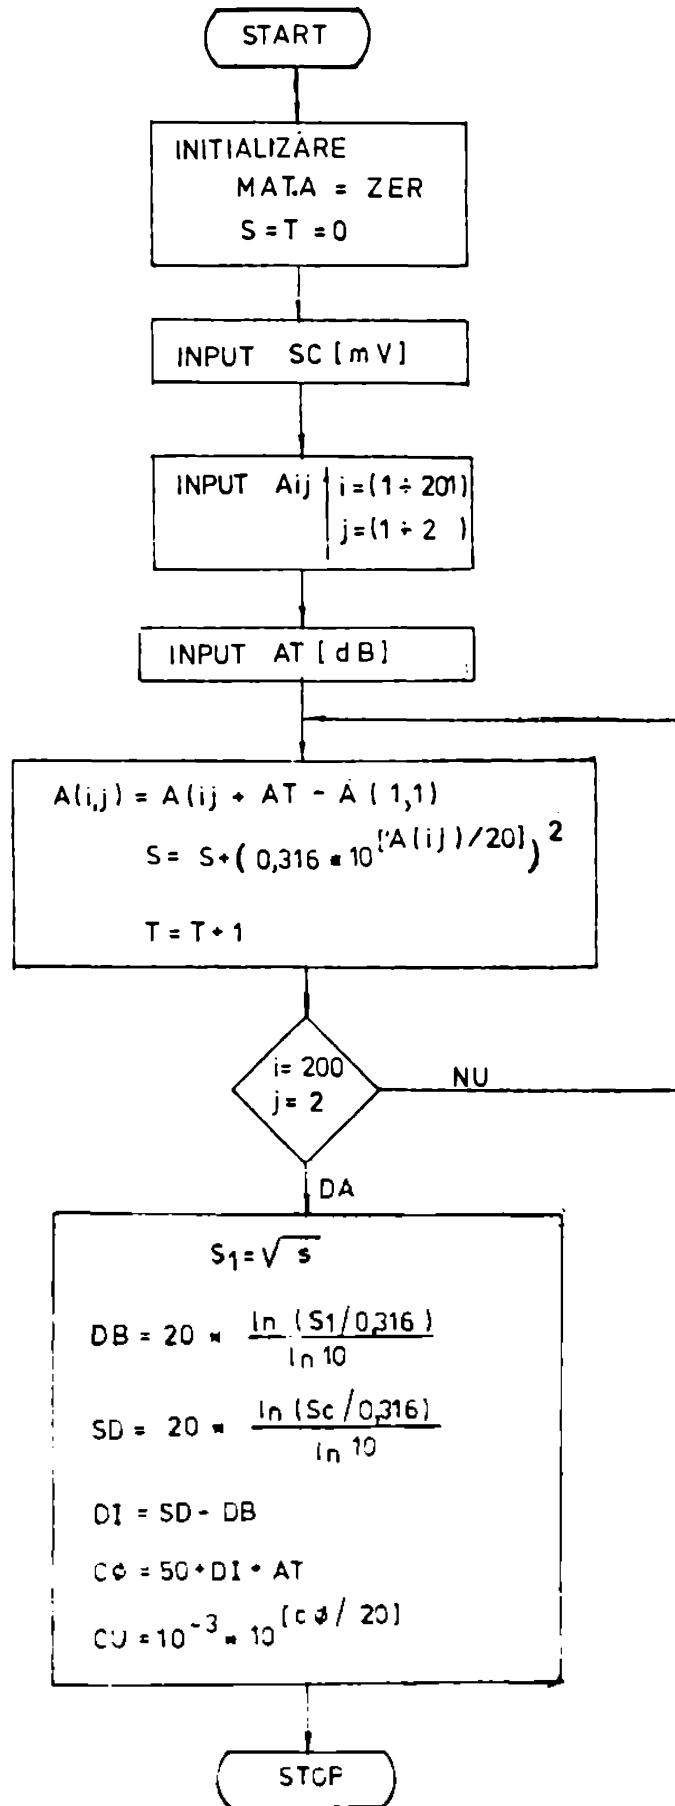 START
INITIALIZARE
MAT.A = ZER
S = T = 0
INPUT SC [mV]
INPUT Aij i=(1÷201)
j=(1÷2 )
INPUT AT [dB]
A(i,j) = A(ij + AT - A (1,1)
S = S+( 0,316 * 10^[A(ij)/20])^2
T = T + 1
i= 200
j= 2
NU
DA
S1=√s
DB = 20 * ln (S1/0,316) / ln 10
SD = 20 * ln (Sc/0,316) / ln 10
DI = SD - DB
CØ = 50+DI+AT
CU = 10^-3 * 10^[cØ/20]
STOP